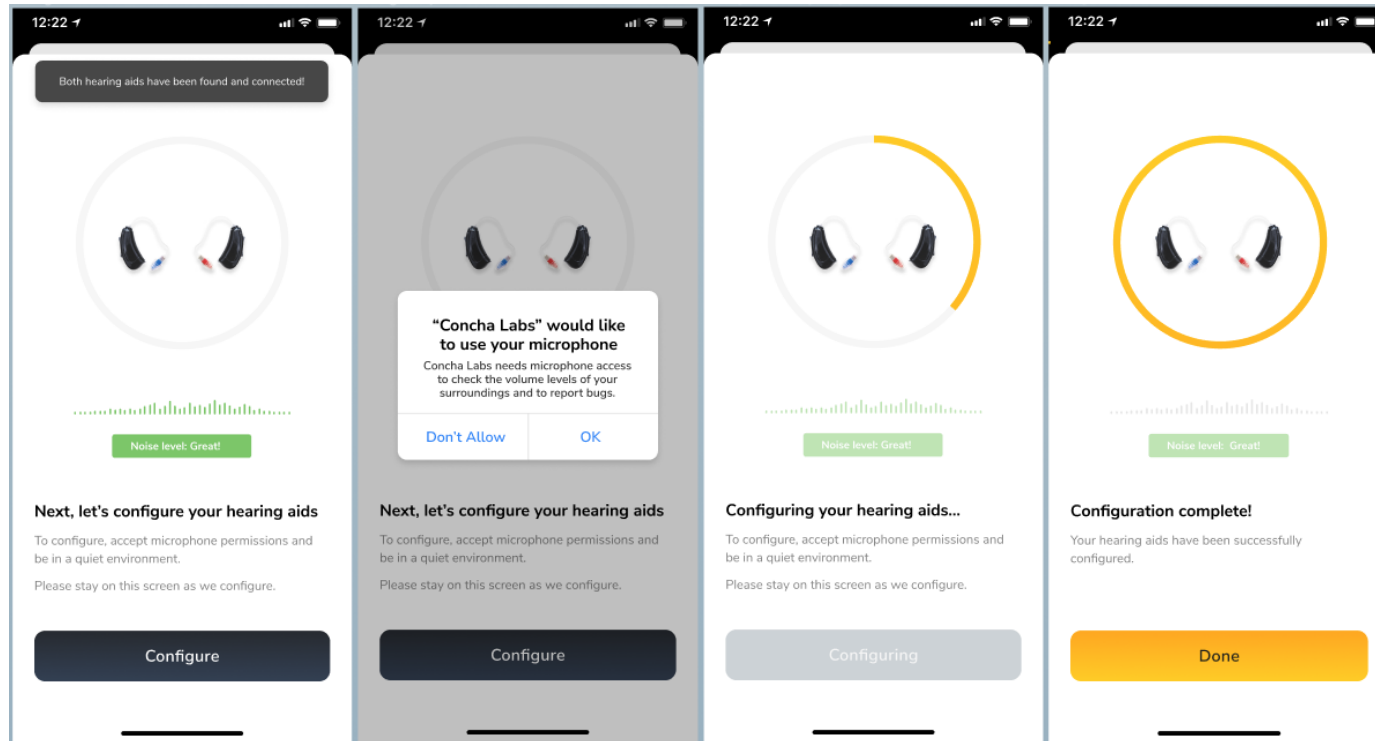 12:22
Both hearing aids have been found and connected!
Noise level: Great!
Next, let's configure your hearing aids
To configure, accept microphone permissions and
be in a quiet environment.
Please stay on this screen as we configure.
Configure
12:22
“Concha Labs” would like
to use your microphone
Concha Labs needs microphone access
to check the volume levels of your
surroundings and to report bugs.
Don't Allow
OK
Next, let's configure your hearing aids
To configure, accept microphone permissions and
be in a quiet environment.
Please stay on this screen as we configure.
Configure
12:22
Noise level: Great!
Configuring your hearing aids...
To configure, accept microphone permissions and
be in a quiet environment.
Please stay on this screen as we configure.
Configuring
12:22
Noise level: Great!
Configuration complete!
Your hearing aids have been successfully
configured.
Done